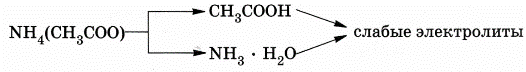 CH₃COOH
NH₄(CH₃COO)
слабые электролиты
NH₃ · H₂O